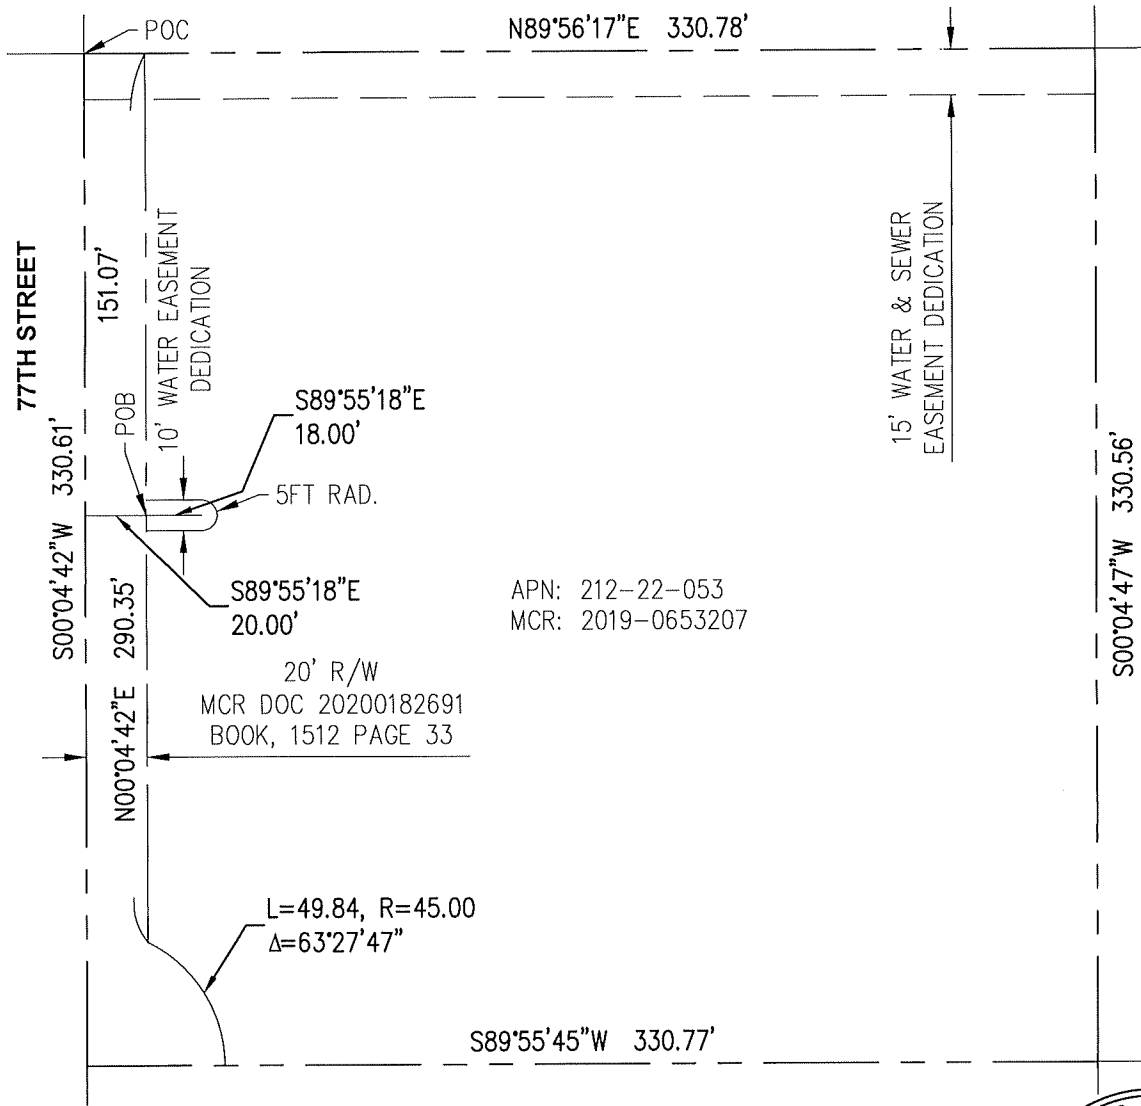 POC
N89°56'17"E 330.78'
77TH STREET
151.07'
10' WATER EASEMENT
DEDICATION
15' WATER & SEWER
EASEMENT DEDICATION
POB
S89°55'18"E
18.00'
5FT RAD.
S00°04'42"W 330.61'
S89°55'18"E
20.00'
APN: 212-22-053
MCR: 2019-0653207
S00°04'47"W 330.56'
N00°04'42"E 290.35'
20' R/W
MCR DOC 20200182691
BOOK, 1512 PAGE 33
L=49.84, R=45.00
Δ=63°27'47"
S89°55'45"W 330.77'